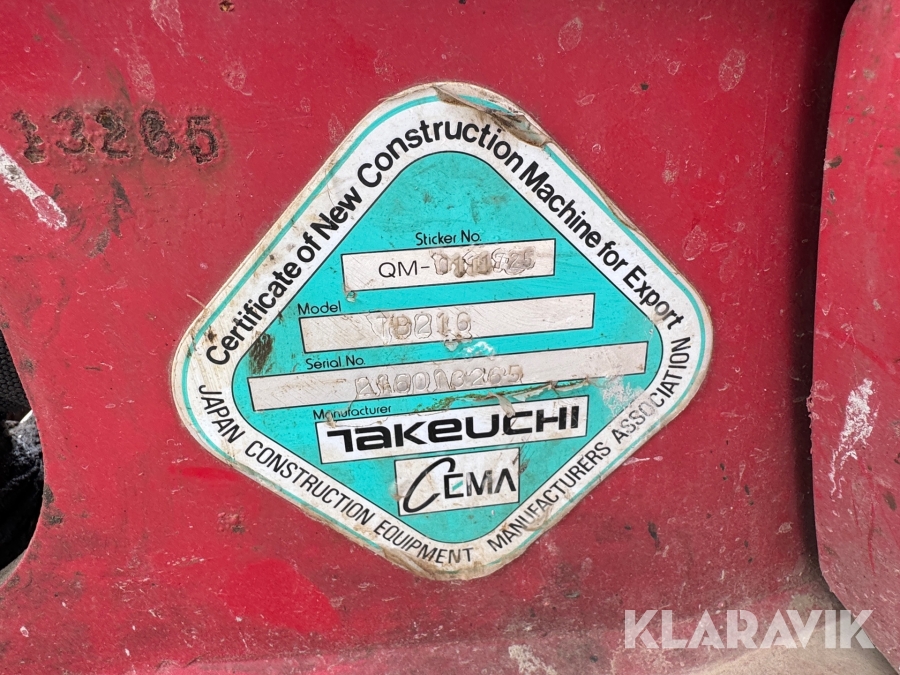 13265
Certificate of New Construction Machine for Export
Sticker No.
QM-
Model
TB216
Serial No.
Manufacturer
TAKEUCHI
CEMA
JAPAN CONSTRUCTION EQUIPMENT MANUFACTURERS ASSOCIATION
KLARAVIK